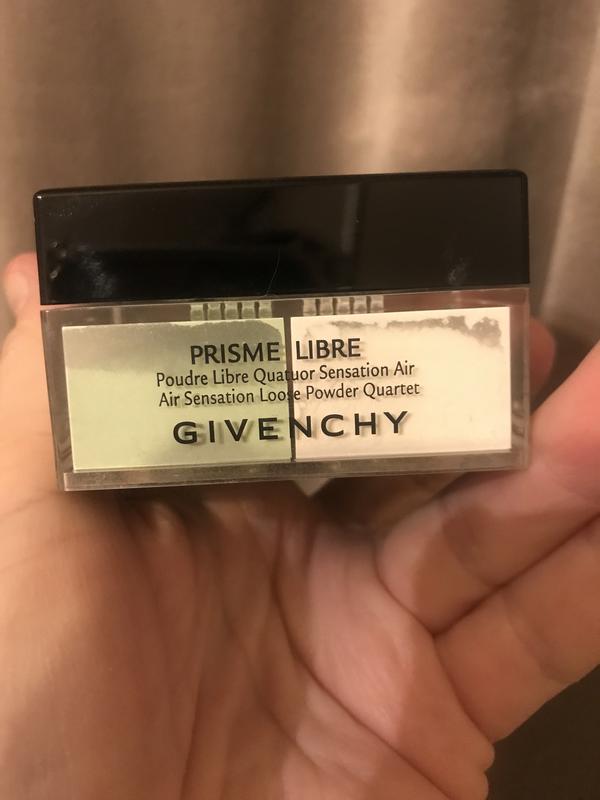 PRISME LIBRE
Poudre Libre Quatuor Sensation Air
Air Sensation Loose Powder Quartet
GIVENCHY